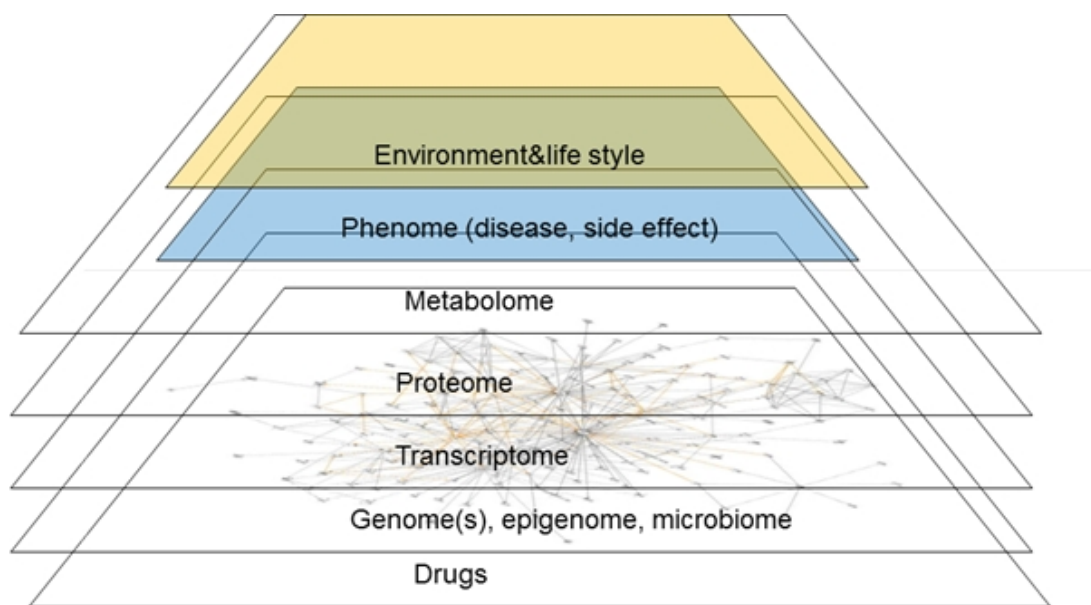 Environment&life style
Phenome (disease, side effect)
Metabolome
Proteome
Transcriptome
Genome(s), epigenome, microbiome
Drugs